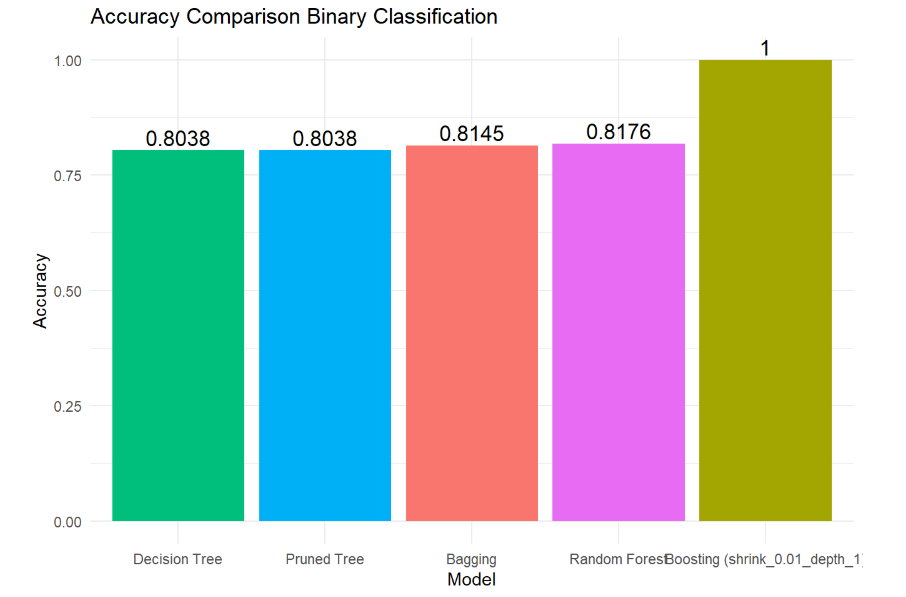 Accuracy Comparison Binary Classification
1
0.8038 0.8038 0.8145 0.8176
1.00
0.75
0.50
0.25
0.00
Accuracy
Decision Tree Pruned Tree Bagging Random Forest Boosting (shrink_0.01_depth_1)
Model